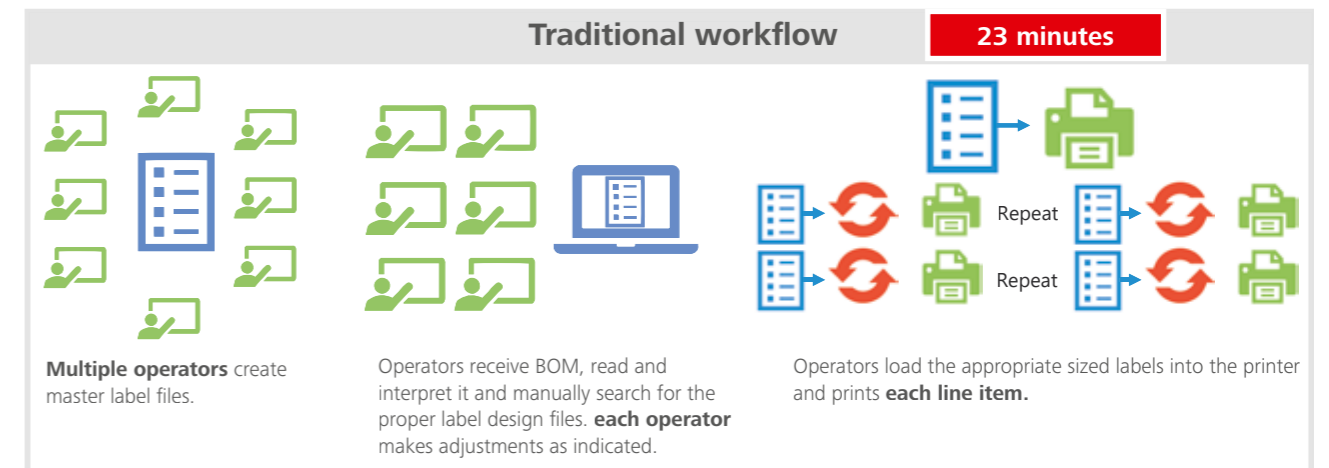 Traditional workflow
23 minutes
Repeat
Repeat
Multiple operators create
master label files.
Operators receive BOM, read and
interpret it and manually search for the
proper label design files. each operator
makes adjustments as indicated.
Operators load the appropriate sized labels into the printer
and prints each line item.